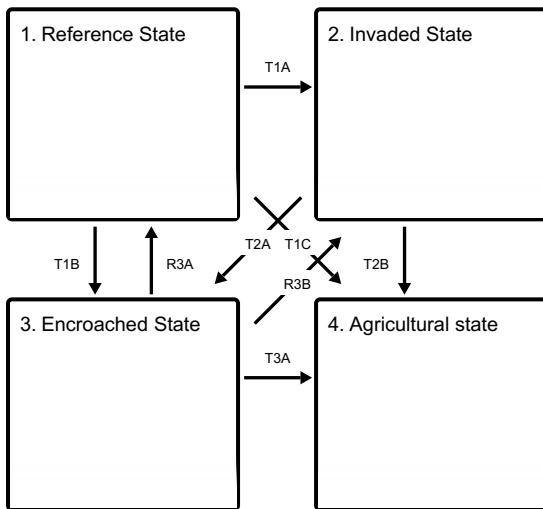 1. Reference State
2. Invaded State
T1A
T2A
T1C
T1B
R3A
T2B
R3B
3. Encroached State
4. Agricultural state
T3A